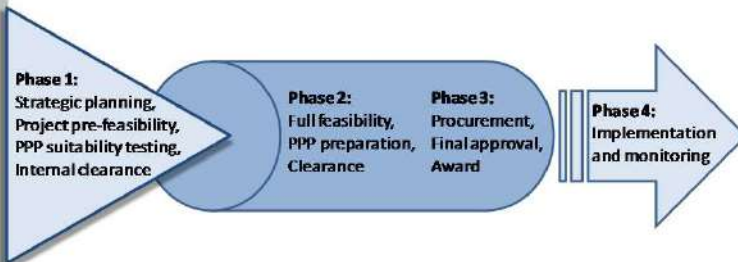 Phase 1:
Strategic planning,
Project pre-feasibility,
PPP suitability testing,
Internal clearance
Phase 2:
Full feasibility,
PPP preparation,
Clearance
Phase 3:
Procurement,
Final approval,
Award
Phase 4:
Implementation
and monitoring